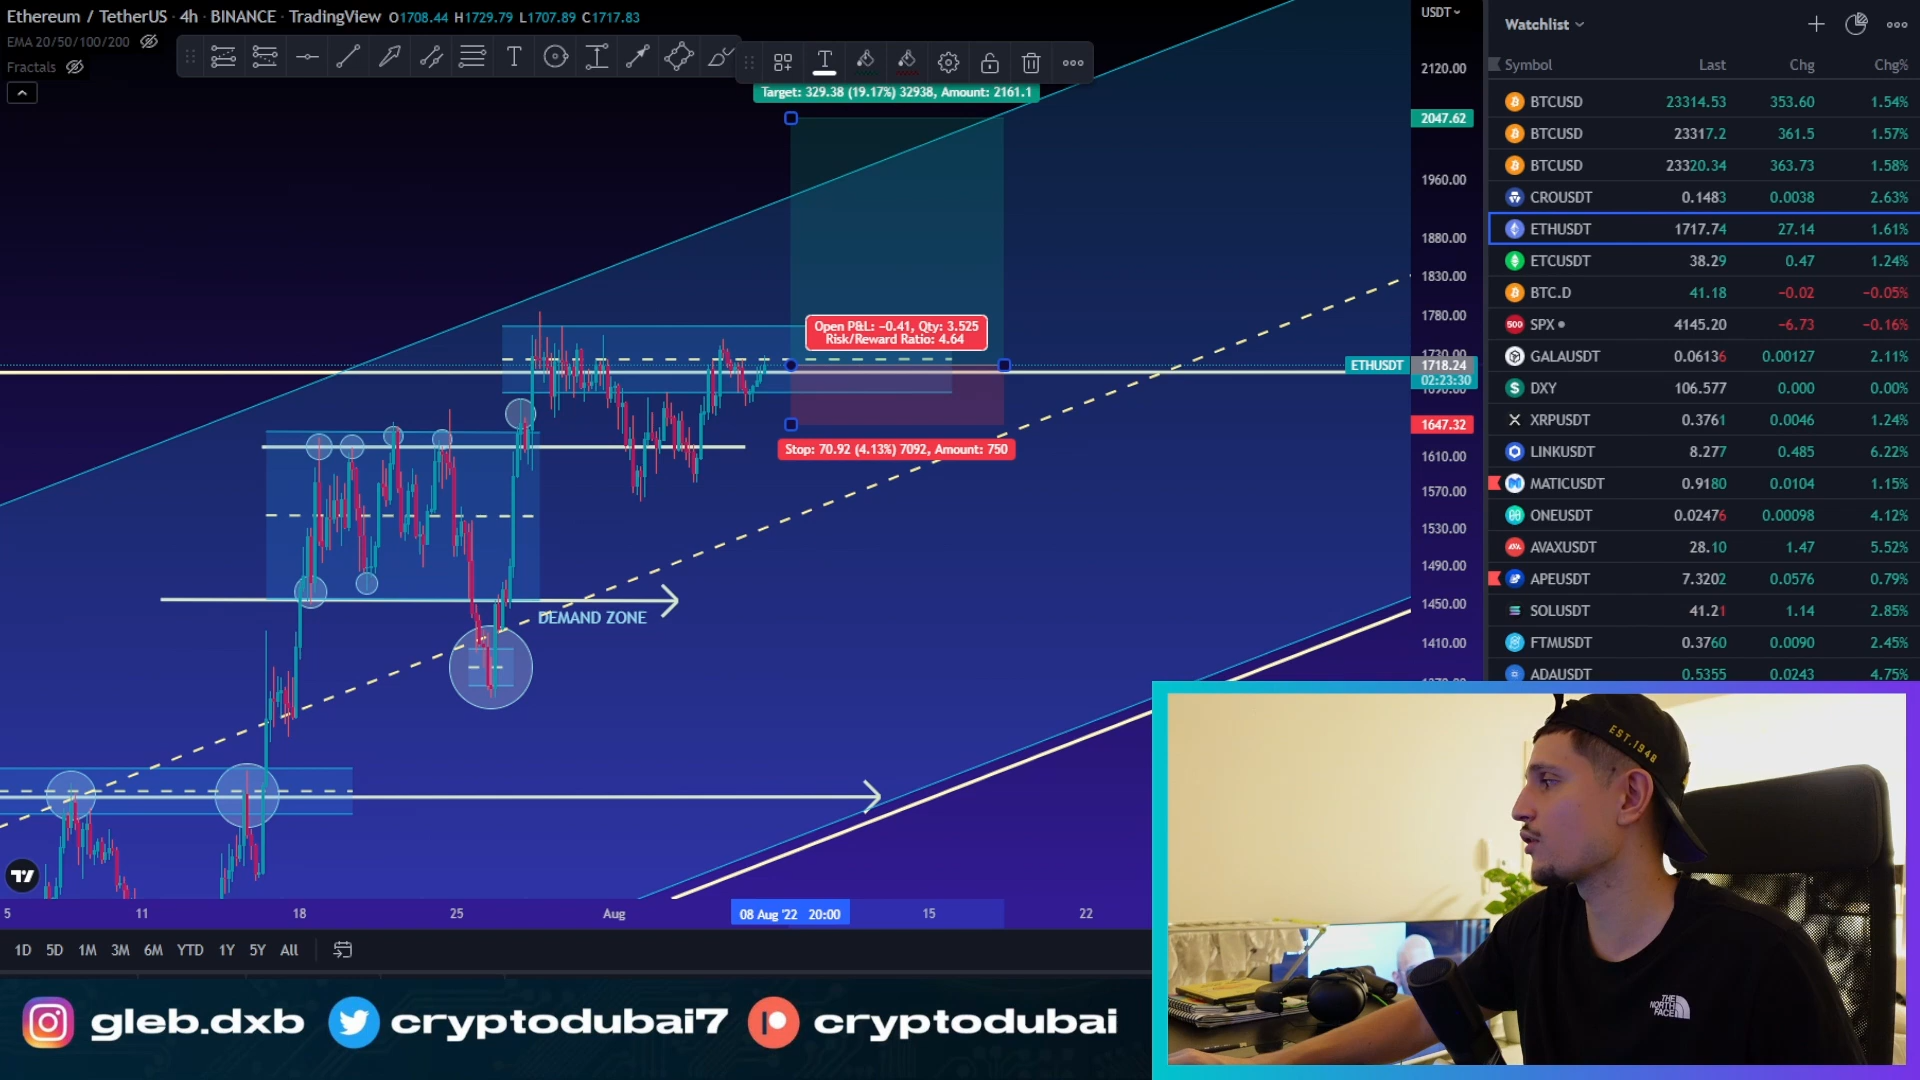 Ethereum / TetherUS · 4h · BINANCE · TradingView O1708.44 H1729.79 L1707.89 C1717.83
EMA 20/50/100/200
Fractals
Target: 329.38 (19.17%) 32938, Amount: 2161.1
Open P&L: −0.41, Qty: 3.525
Risk/Reward Ratio: 4.64
Stop: 70.92 (4.13%) 7092, Amount: 750
DEMAND ZONE
USDT
2120.00
2047.62
1960.00
1880.00
1830.00
1780.00
1730.00
ETHUSDT 1718.24
02:23:30
1647.32
1610.00
1570.00
1530.00
1490.00
1450.00
1410.00
5 11 18 25 Aug 08 Aug '22 20:00 15 22
1D 5D 1M 3M 6M YTD 1Y 5Y All
Watchlist
Symbol Last Chg Chg%
BTCUSD 23314.53 353.60 1.54%
BTCUSD 23317.2 361.5 1.57%
BTCUSD 23320.34 363.73 1.58%
CROUSDT 0.1483 0.0038 2.63%
ETHUSDT 1717.74 27.14 1.61%
ETCUSDT 38.29 0.47 1.24%
BTC.D 41.18 −0.02 −0.05%
500 SPX 4145.20 −6.73 −0.16%
GALAUSDT 0.06136 0.00127 2.11%
DXY 106.577 0.000 0.00%
XRPUSDT 0.3761 0.0046 1.24%
LINKUSDT 8.277 0.485 6.22%
MATICUSDT 0.9180 0.0104 1.15%
ONEUSDT 0.02476 0.00098 4.12%
AVAXUSDT 28.10 1.47 5.52%
APEUSDT 7.3202 0.0576 0.79%
SOLUSDT 41.21 1.14 2.85%
FTMUSDT 0.3760 0.0090 2.45%
ADAUSDT 0.5355 0.0243 4.75%
EST.1948
THE NORTH FACE
gleb.dxb cryptodubai7 cryptodubai